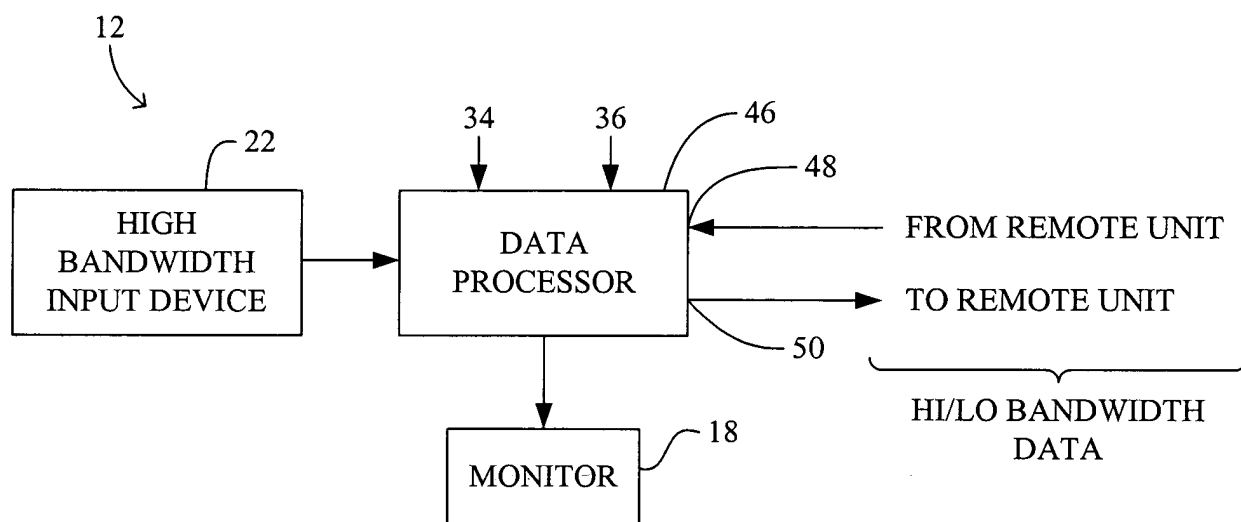 12
22
34
36
46
48
HIGH
BANDWIDTH
INPUT DEVICE
DATA
PROCESSOR
FROM REMOTE UNIT
TO REMOTE UNIT
50
HI/LO BANDWIDTH
DATA
18
MONITOR